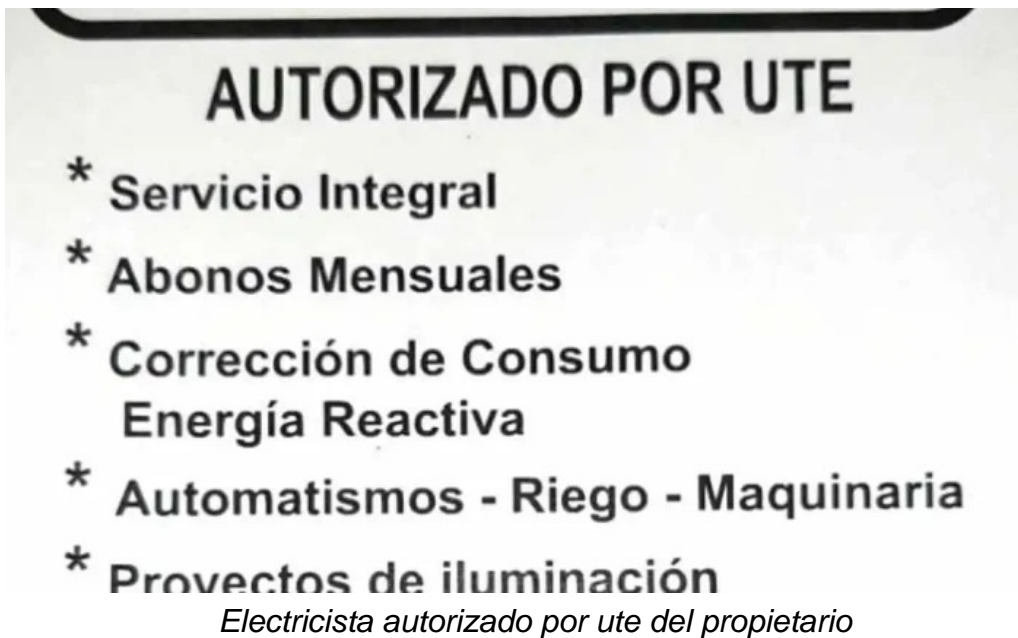 AUTORIZADO POR UTE
* Servicio Integral
* Abonos Mensuales
* Corrección de Consumo
Energía Reactiva
* Automatismos - Riego - Maquinaria
* Proyectos de iluminación
Electricista autorizado por ute del propietario